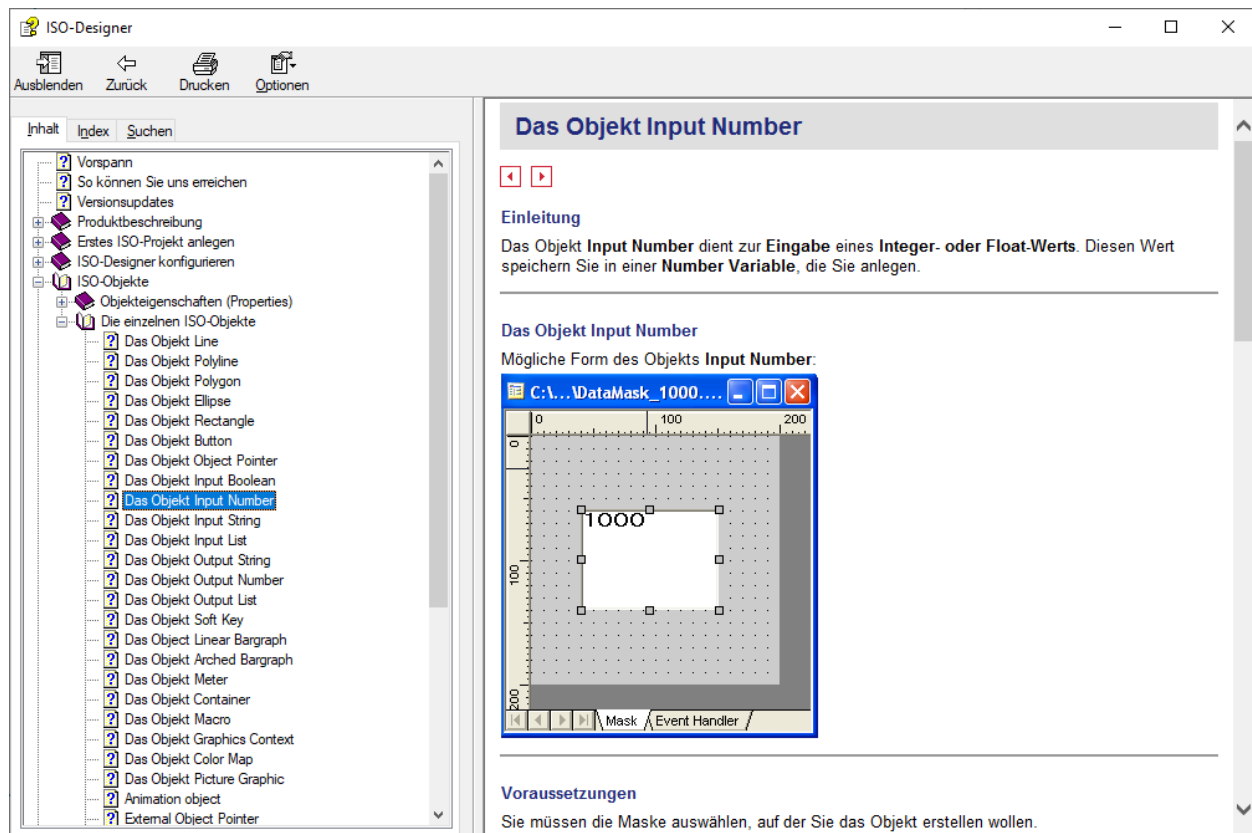 ISO-Designer
Ausblenden Zurück Drucken Optionen
Inhalt Index Suchen
Vorspann
So können Sie uns erreichen
Versionsupdates
Produktbeschreibung
Erstes ISO-Projekt anlegen
ISO-Designer konfigurieren
ISO-Objekte
Objekteigenschaften (Properties)
Die einzelnen ISO-Objekte
Das Objekt Line
Das Objekt Polyline
Das Objekt Polygon
Das Objekt Ellipse
Das Objekt Rectangle
Das Objekt Button
Das Objekt Object Pointer
Das Objekt Input Boolean
Das Objekt Input Number
Das Objekt Input String
Das Objekt Input List
Das Objekt Output String
Das Objekt Output Number
Das Objekt Output List
Das Objekt Soft Key
Das Object Linear Bargraph
Das Objekt Arched Bargraph
Das Objekt Meter
Das Objekt Container
Das Objekt Macro
Das Objekt Graphics Context
Das Objekt Color Map
Das Objekt Picture Graphic
Animation object
External Object Pointer
Das Objekt Input Number
Einleitung
Das Objekt Input Number dient zur Eingabe eines Integer- oder Float-Werts. Diesen Wert
speichern Sie in einer Number Variable, die Sie anlegen.
Das Objekt Input Number
Mögliche Form des Objekts Input Number:
C:\...\DataMask_1000....
0 100 200
0
1000
100
200
Mask Event Handler
Voraussetzungen
Sie müssen die Maske auswählen, auf der Sie das Objekt erstellen wollen.